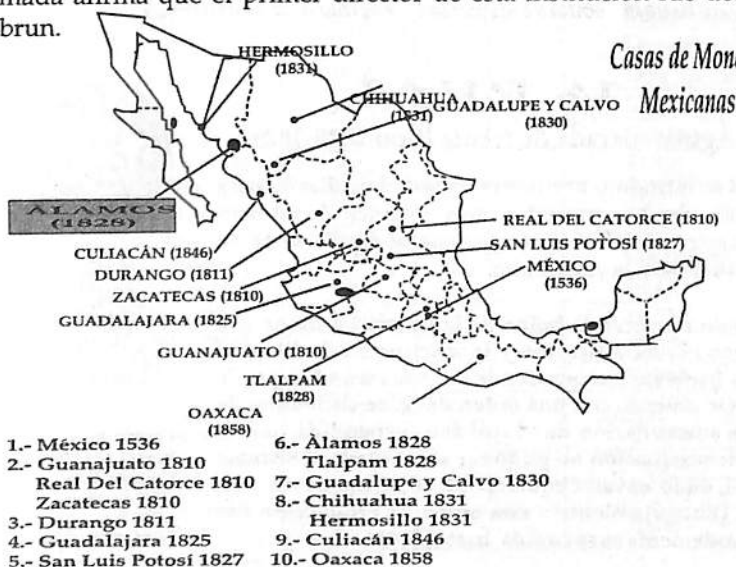 brun.
Casas de
Mexicanas
HERMOSILLO
(1831)
CHIHUAHUA
(1831)
GUADALUPE Y CALVO
(1830)
ÁLAMOS
(1828)
REAL DEL CATORCE (1810)
SAN LUIS POTOSÍ (1827)
MÉXICO
(1536)
CULIACÁN (1846)
DURANGO (1811)
ZACATECAS (1810)
GUADALAJARA (1825)
GUANAJUATO (1810)
TLALPAM
(1828)
OAXACA
(1858)
1.- México 1536
2.- Guanajuato 1810
Real Del Catorce 1810
Zacatecas 1810
3.- Durango 1811
4.- Guadalajara 1825
5.- San Luis Potosí 1827
6.- Álamos 1828
Tlalpam 1828
7.- Guadalupe y Calvo 1830
8.- Chihuahua 1831
Hermosillo 1831
9.- Culiacán 1846
10.- Oaxaca 1858